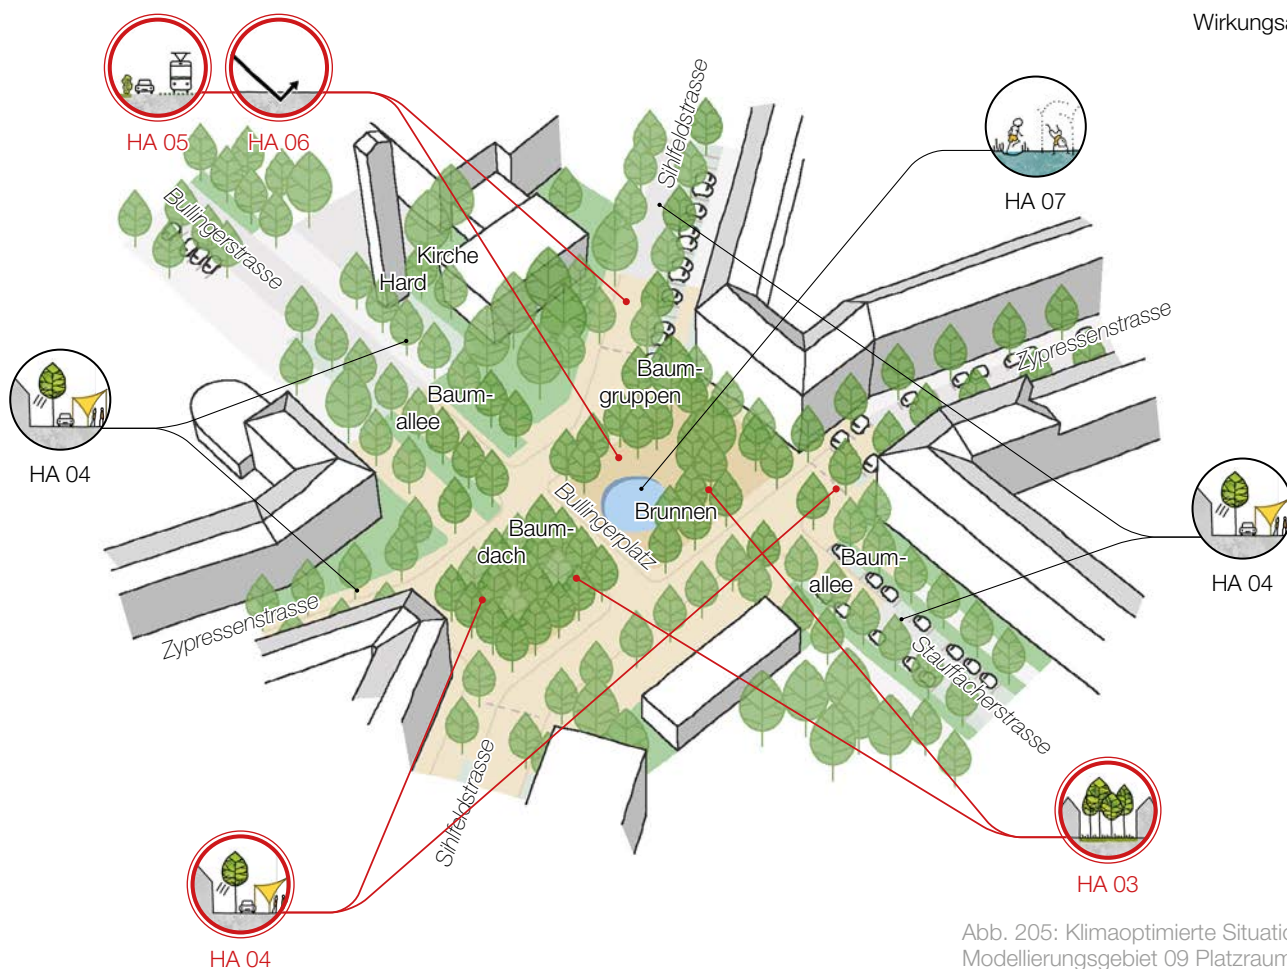 Wirkungsa
HA 05
HA 06
HA 07
Sihlfeldstrasse
Bullingerstrasse
Kirche
Hard
Zypressenstrasse
Baum-
gruppen
Baum-
allee
HA 04
Bullingerplatz
Brunnen
Baum-
dach
Baum-
allee
HA 04
Zypressenstrasse
Stauffacherstrasse
Sihlfeldstrasse
HA 03
HA 04
Abb. 205: Klimaoptimierte Situatio
Modellierungsgebiet 09 Platzraum